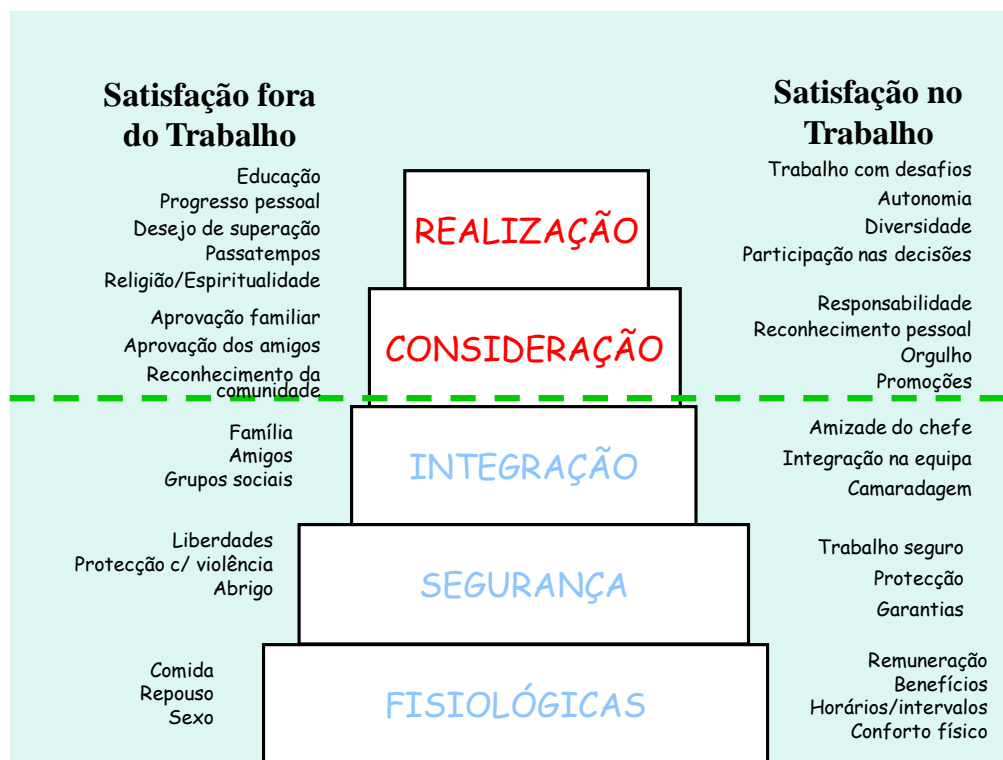 Satisfação fora
do Trabalho
Satisfação no
Trabalho
Educação
Progresso pessoal
Desejo de superação
Passatempos
Religião/Espiritualidade
REALIZAÇÃO
Trabalho com desafios
Autonomia
Diversidade
Participação nas decisões
Aprovação familiar
Aprovação dos amigos
Reconhecimento da
comunidade
CONSIDERAÇÃO
Responsabilidade
Reconhecimento pessoal
Orgulho
Promoções
Família
Amigos
Grupos sociais
INTEGRAÇÃO
Amizade do chefe
Integração na equipa
Camaradagem
Liberdades
Protecção c/ violência
Abrigo
SEGURANÇA
Trabalho seguro
Protecção
Garantias
Comida
Repouso
Sexo
FISIOLÓGICAS
Remuneração
Benefícios
Horários/intervalos
Conforto físico